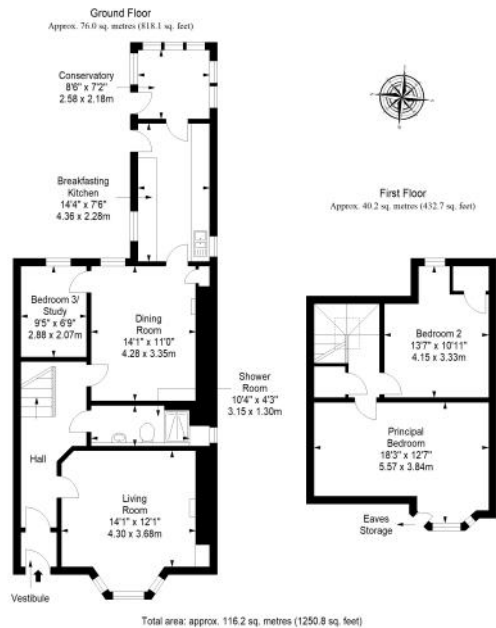 Ground Floor
Approx. 76.0 sq. metres (818.1 sq. feet)
Conservatory
8'6" x 7'2"
2.58 x 2.18m
Breakfasting
Kitchen
14'4" x 7'6"
4.36 x 2.28m
Bedroom 3/
Study
9'5" x 6'9"
2.88 x 2.07m
Dining
Room
14'1" x 11'0"
4.28 x 3.35m
Shower
Room
10'4" x 4'3"
3.15 x 1.30m
Hall
Living
Room
14'1" x 12'1"
4.30 x 3.68m
Vestibule
First Floor
Approx. 40.2 sq. metres (432.7 sq. feet)
Bedroom 2
13'7" x 10'11"
4.15 x 3.33m
Principal
Bedroom
18'3" x 12'7"
5.57 x 3.84m
Eaves
Storage
Total area: approx. 116.2 sq. metres (1250.8 sq. feet)